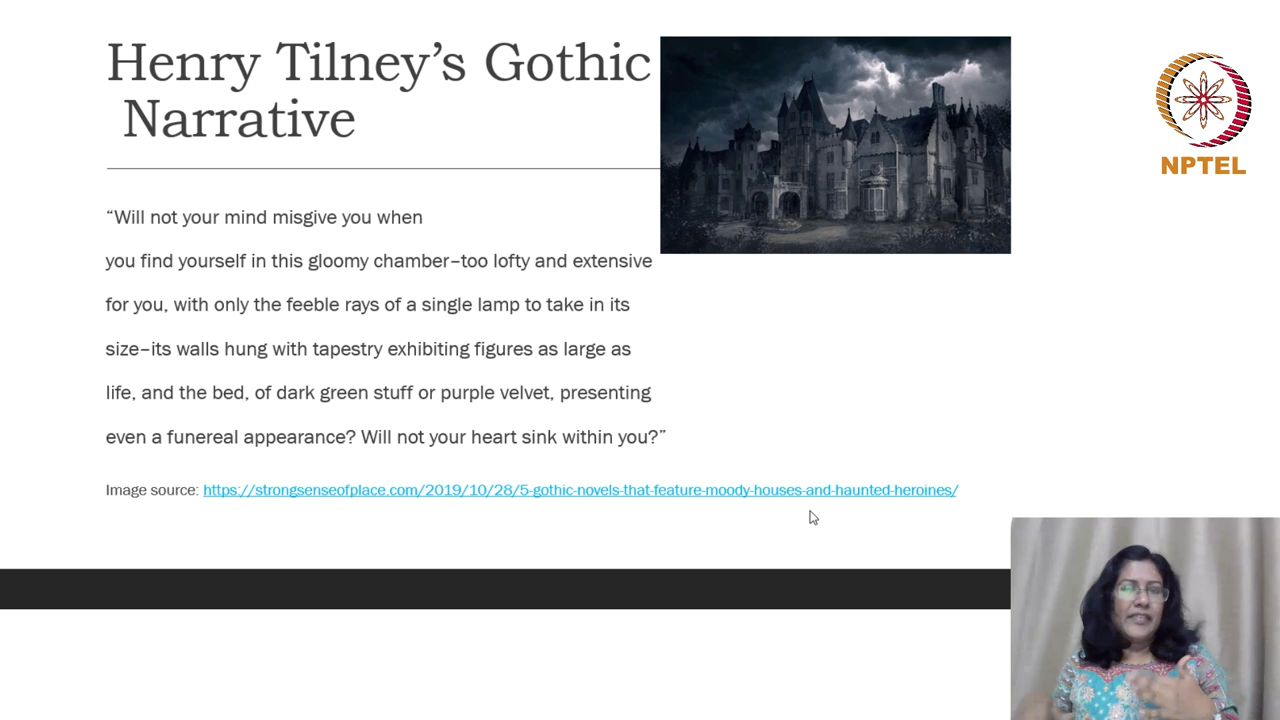 Henry Tilney’s Gothic
Narrative
NPTEL
“Will not your mind misgive you when
you find yourself in this gloomy chamber–too lofty and extensive
for you, with only the feeble rays of a single lamp to take in its
size–its walls hung with tapestry exhibiting figures as large as
life, and the bed, of dark green stuff or purple velvet, presenting
even a funereal appearance? Will not your heart sink within you?”
Image source: https://strongsenseofplace.com/2019/10/28/5-gothic-novels-that-feature-moody-houses-and-haunted-heroines/